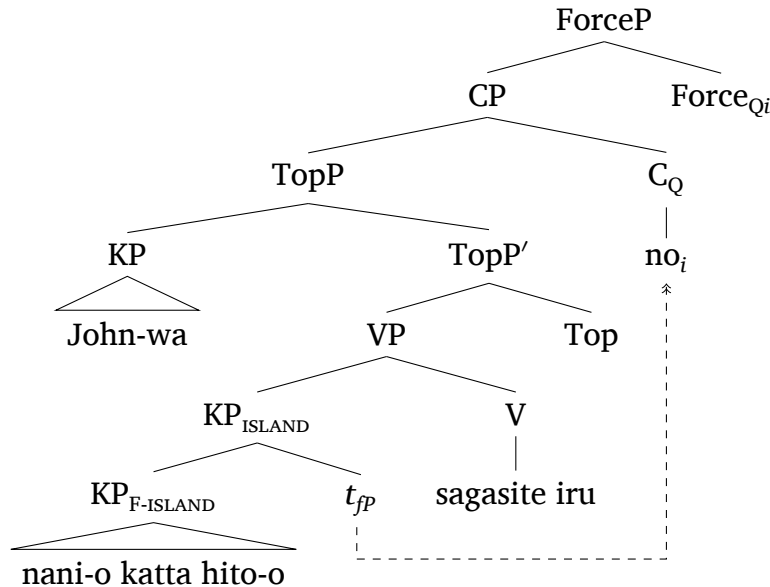 ForceP
CP Force_Qi
TopP C_Q
KP TopP′ no_i
John-wa VP Top
KP_ISLAND V
KP_F-ISLAND t_fP sagasite iru
nani-o katta hito-o